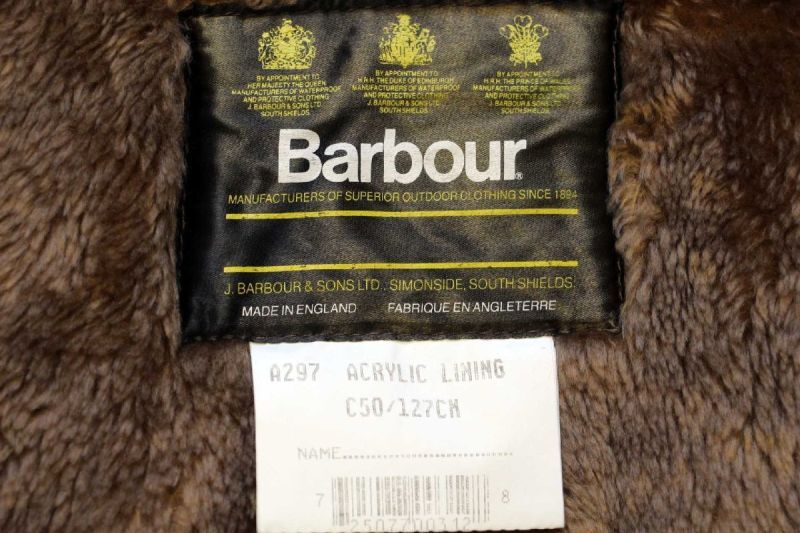 BY APPOINTMENT TO
HER MAJESTY THE QUEEN
MANUFACTURERS OF WATERPROOF
AND PROTECTIVE CLOTHING
J. BARBOUR & SONS LTD
SOUTH SHIELDS
BY APPOINTMENT TO
H.R.H. THE DUKE OF EDINBURGH
MANUFACTURERS OF WATERPROOF
AND PROTECTIVE CLOTHING
J. BARBOUR & SONS LTD
SOUTH SHIELDS
BY APPOINTMENT TO
H.R.H. THE PRINCE OF WALES
MANUFACTURERS OF WATERPROOF
AND PROTECTIVE CLOTHING
J. BARBOUR & SONS LTD
SOUTH SHIELDS
Barbour®
MANUFACTURERS OF SUPERIOR OUTDOOR CLOTHING SINCE 1894
J. BARBOUR & SONS LTD., SIMONSIDE, SOUTH SHIELDS.
MADE IN ENGLAND FABRIQUE EN ANGLETERRE
A297 ACRYLIC LINING
C50/127CM
NAME
7 8
25077 00312